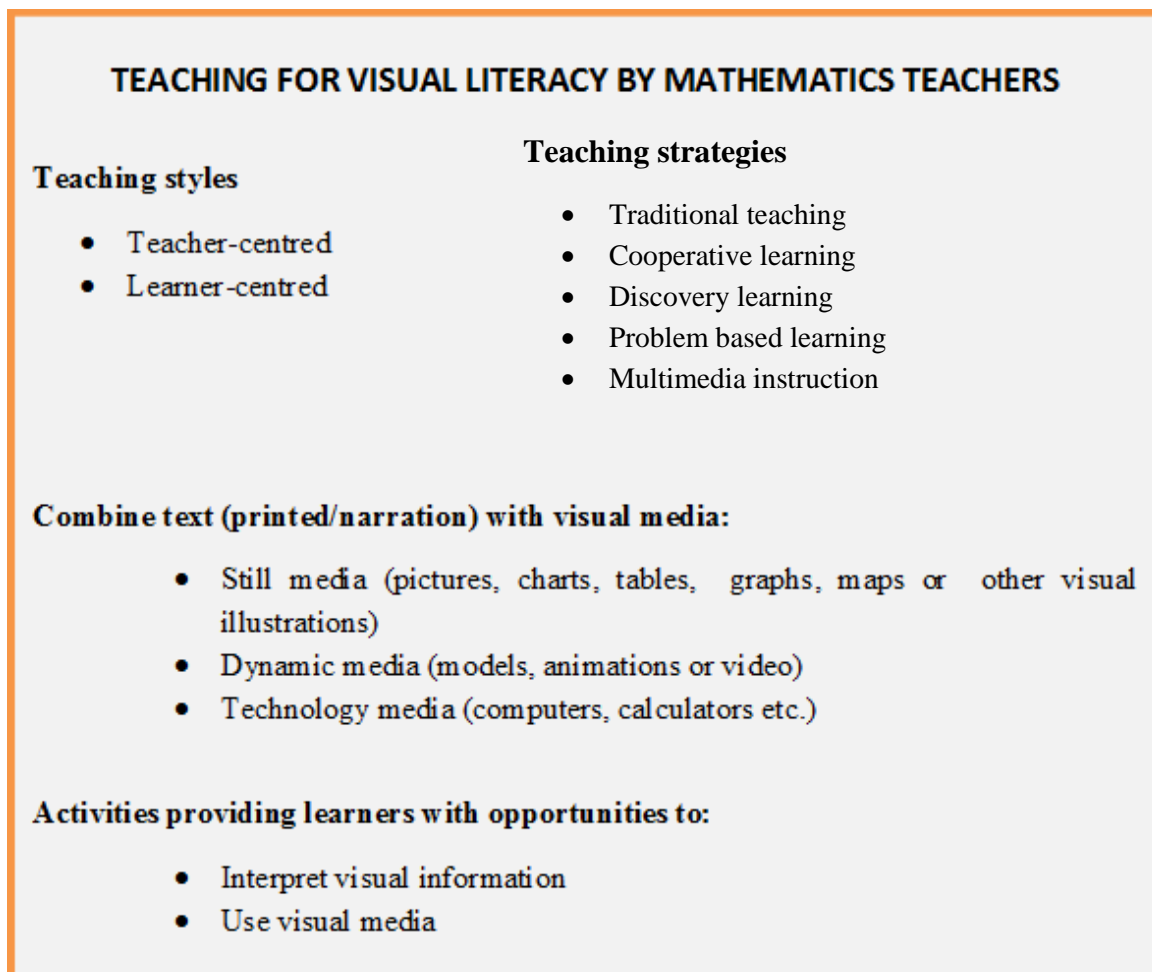 TEACHING FOR VISUAL LITERACY BY MATHEMATICS TEACHERS
Teaching styles
• Teacher-centred
• Learner-centred
Teaching strategies
• Traditional teaching
• Cooperative learning
• Discovery learning
• Problem based learning
• Multimedia instruction
Combine text (printed/narration) with visual media:
• Still media (pictures, charts, tables, graphs, maps or other visual
illustrations)
• Dynamic media (models, animations or video)
• Technology media (computers, calculators etc.)
Activities providing learners with opportunities to:
• Interpret visual information
• Use visual media